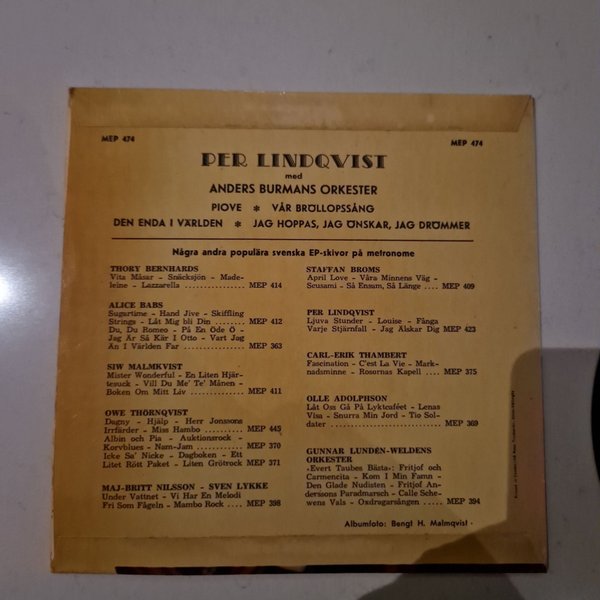 MEP 474
MEP 474
PER LINDQVIST
med
ANDERS BURMANS ORKESTER
PIOVE * VÅR BRÖLLOPSSÅNG
DEN ENDA I VÄRLDEN * JAG HOPPAS, JAG ÖNSKAR, JAG DRÖMMER
Några andra populära svenska EP-skivor på metronome
THORY BERNHARDS
Vita Måsar - Snäcksjön - Made-
leine - Lazzarella ................ MEP 414
ALICE BABS
Sugartime - Hand Jive - Skiffling
Strings - Låt Mig bli Din ........ MEP 412
Du, Du Romeo - På En Öde Ö -
Jag Är Så Kär I Otto - Vart Jag
Än I Världen Far .................. MEP 363
SIW MALMKVIST
Mister Wonderful - En Liten Hjär-
tesuck - Vill Du Me' Te' Månen -
Boken Om Mitt Liv ................ MEP 411
OWE THÖRNQVIST
Dagny - Hjälp - Herr Jonssons
Irrfärder - Miss Hambo .......... MEP 445
Albin och Pia - Auktionsrock -
Korvblues - Nam-Jam ............ MEP 370
Icke Sa' Nicke - Dagboken - Ett
Litet Rött Paket - Liten Grötrock MEP 371
MAJ-BRITT NILSSON - SVEN LYKKE
Under Vattnet - Vi Har En Melodi
Fri Som Fågeln - Mambo Rock .... MEP 398
STAFFAN BROMS
April Love - Våra Minnens Väg -
Scusami - Så Ensam, Så Länge .... MEP 409
PER LINDQVIST
Ljuva Stunder - Louise - Fånga
Varje Stjärnfall - Jag Älskar Dig MEP 423
CARL-ERIK THAMBERT
Fascination - C'est La Vie - Mark-
nadsminne - Rosornas Kapell .... MEP 375
OLLE ADOLPHSON
Låt Oss Gå På Lyktcaféet - Lenas
Visa - Snurra Min Jord - Tio Sol-
dater .............................. MEP 369
GUNNAR LUNDÉN-WELDENS
ORKESTER
«Evert Taubes Bästa»: Fritjof och
Carmencita - Kom I Min Famn -
Den Glade Nudisten - Fritjof An-
derssons Paradmarsch - Calle Sche-
wens Vals - Oxdragarsången ..... MEP 394
Albumfoto: Bengt H. Malmqvist